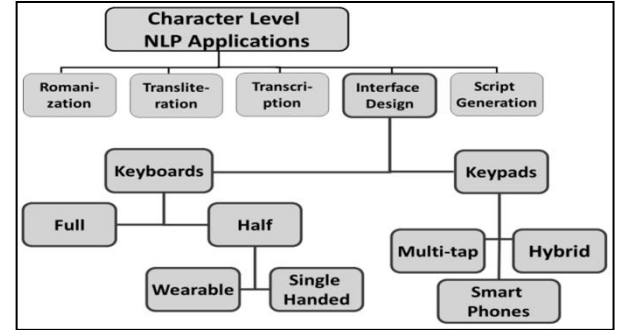 Character Level
NLP Applications
Romani-
zation
Translite-
ration
Transcri-
ption
Interface
Design
Script
Generation
Keyboards
Keypads
Full
Half
Multi-tap
Hybrid
Wearable
Single
Handed
Smart
Phones